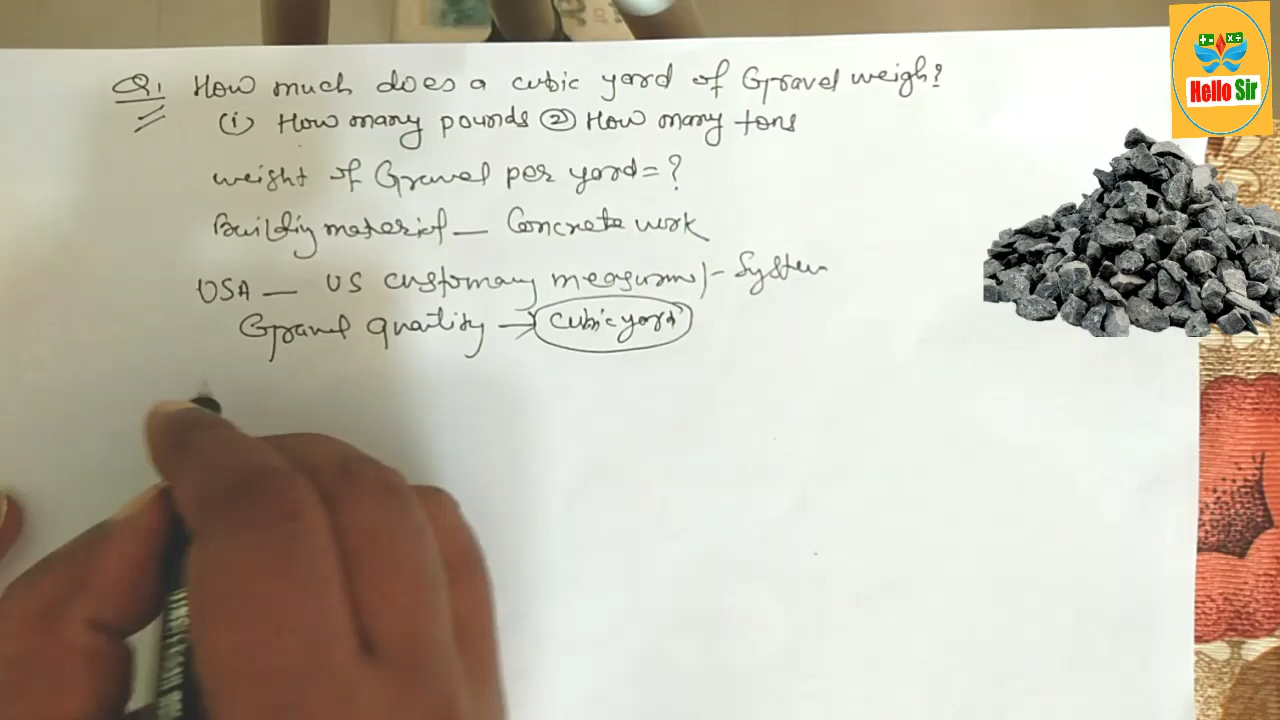 Q1 How much does a cubic yard of Gravel weigh?
(i) How many pounds (2) How many tons
weight of Gravel per yard = ?
Building material — Concrete work
USA — US customary measurement System
Gravel quantity → cubic yard
Hello Sir